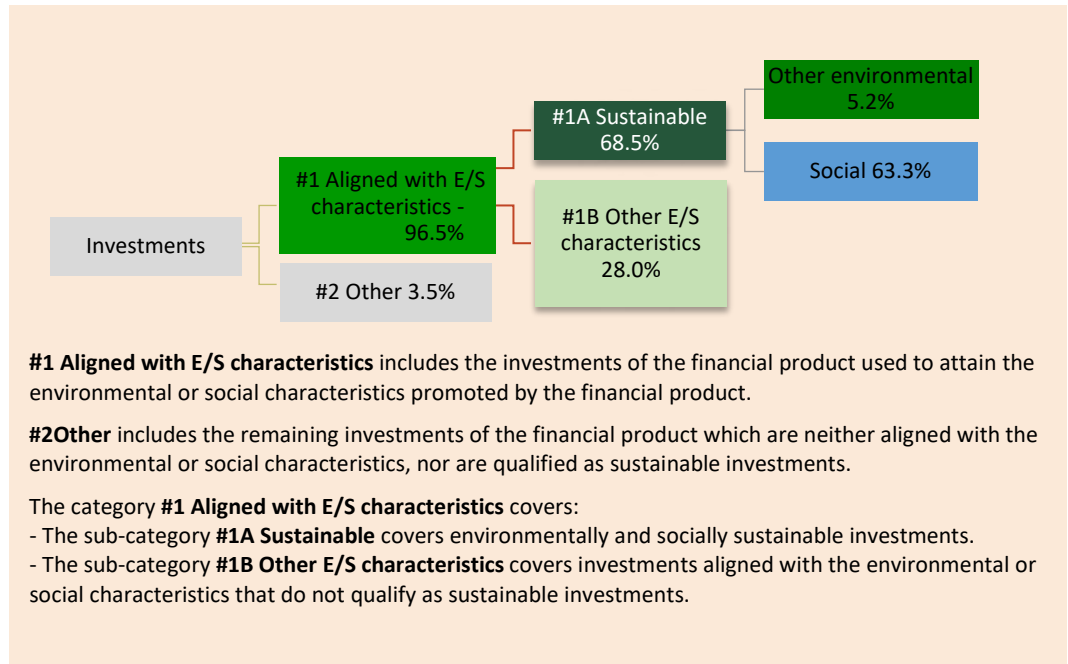 Investments
#1 Aligned with E/S
characteristics -
96.5%
#2 Other 3.5%
#1A Sustainable
68.5%
#1B Other E/S
characteristics
28.0%
Other environmental
5.2%
Social 63.3%
#1 Aligned with E/S characteristics includes the investments of the financial product used to attain the
environmental or social characteristics promoted by the financial product.
#2Other includes the remaining investments of the financial product which are neither aligned with the
environmental or social characteristics, nor are qualified as sustainable investments.
The category #1 Aligned with E/S characteristics covers:
- The sub-category #1A Sustainable covers environmentally and socially sustainable investments.
- The sub-category #1B Other E/S characteristics covers investments aligned with the environmental or
social characteristics that do not qualify as sustainable investments.